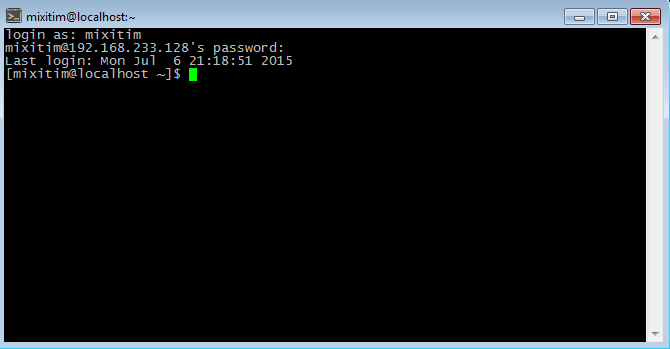 mixitim@localhost:~
login as: mixitim
mixitim@192.168.233.128's password:
Last login: Mon Jul  6 21:18:51 2015
[mixitim@localhost ~]$